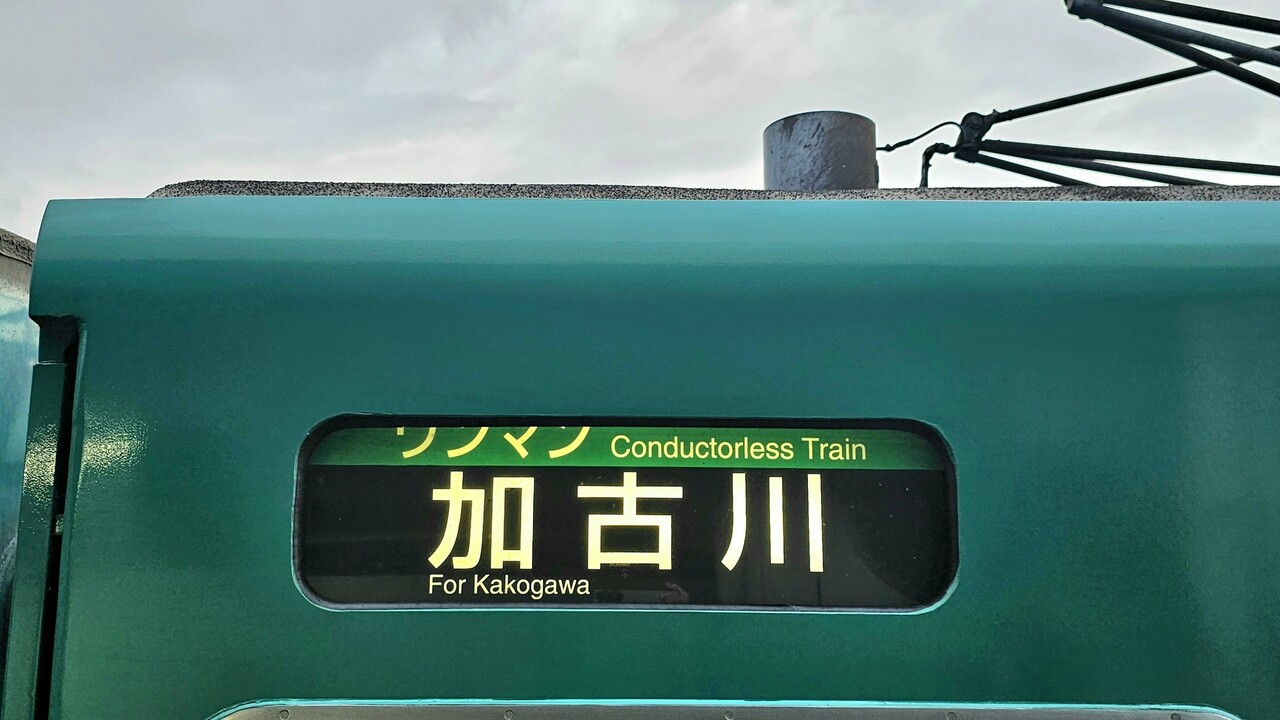 ワンマン Conductorless Train
加古川
For Kakogawa